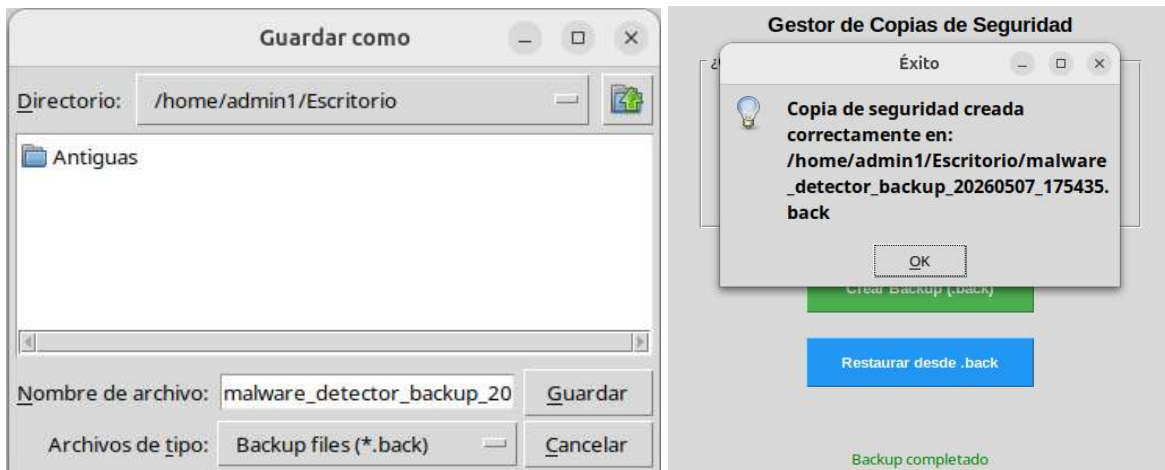 Guardar como
Directorio: /home/admin1/Escritorio
Antiguas
Nombre de archivo: malware_detector_backup_20 Guardar
Archivos de tipo: Backup files (*.back) Cancelar
Gestor de Copias de Seguridad
Éxito
Copia de seguridad creada
correctamente en:
/home/admin1/Escritorio/malware
_detector_backup_20260507_175435.
back
OK
Crear Backup (.back)
Restaurar desde .back
Backup completado